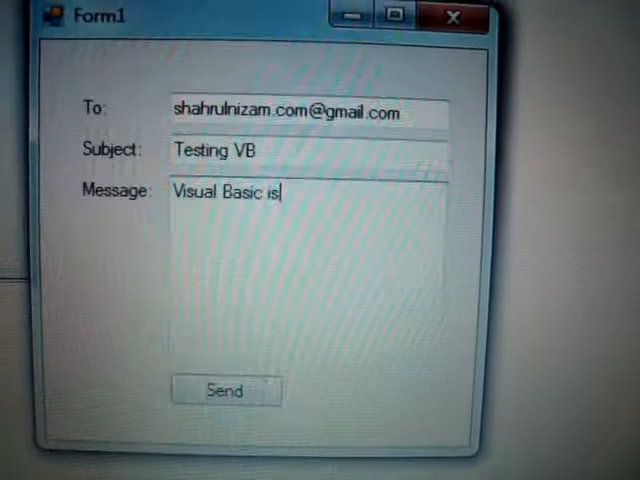 Form1
To: shahrulnizam.com@gmail.com
Subject: Testing VB
Message: Visual Basic is
Send